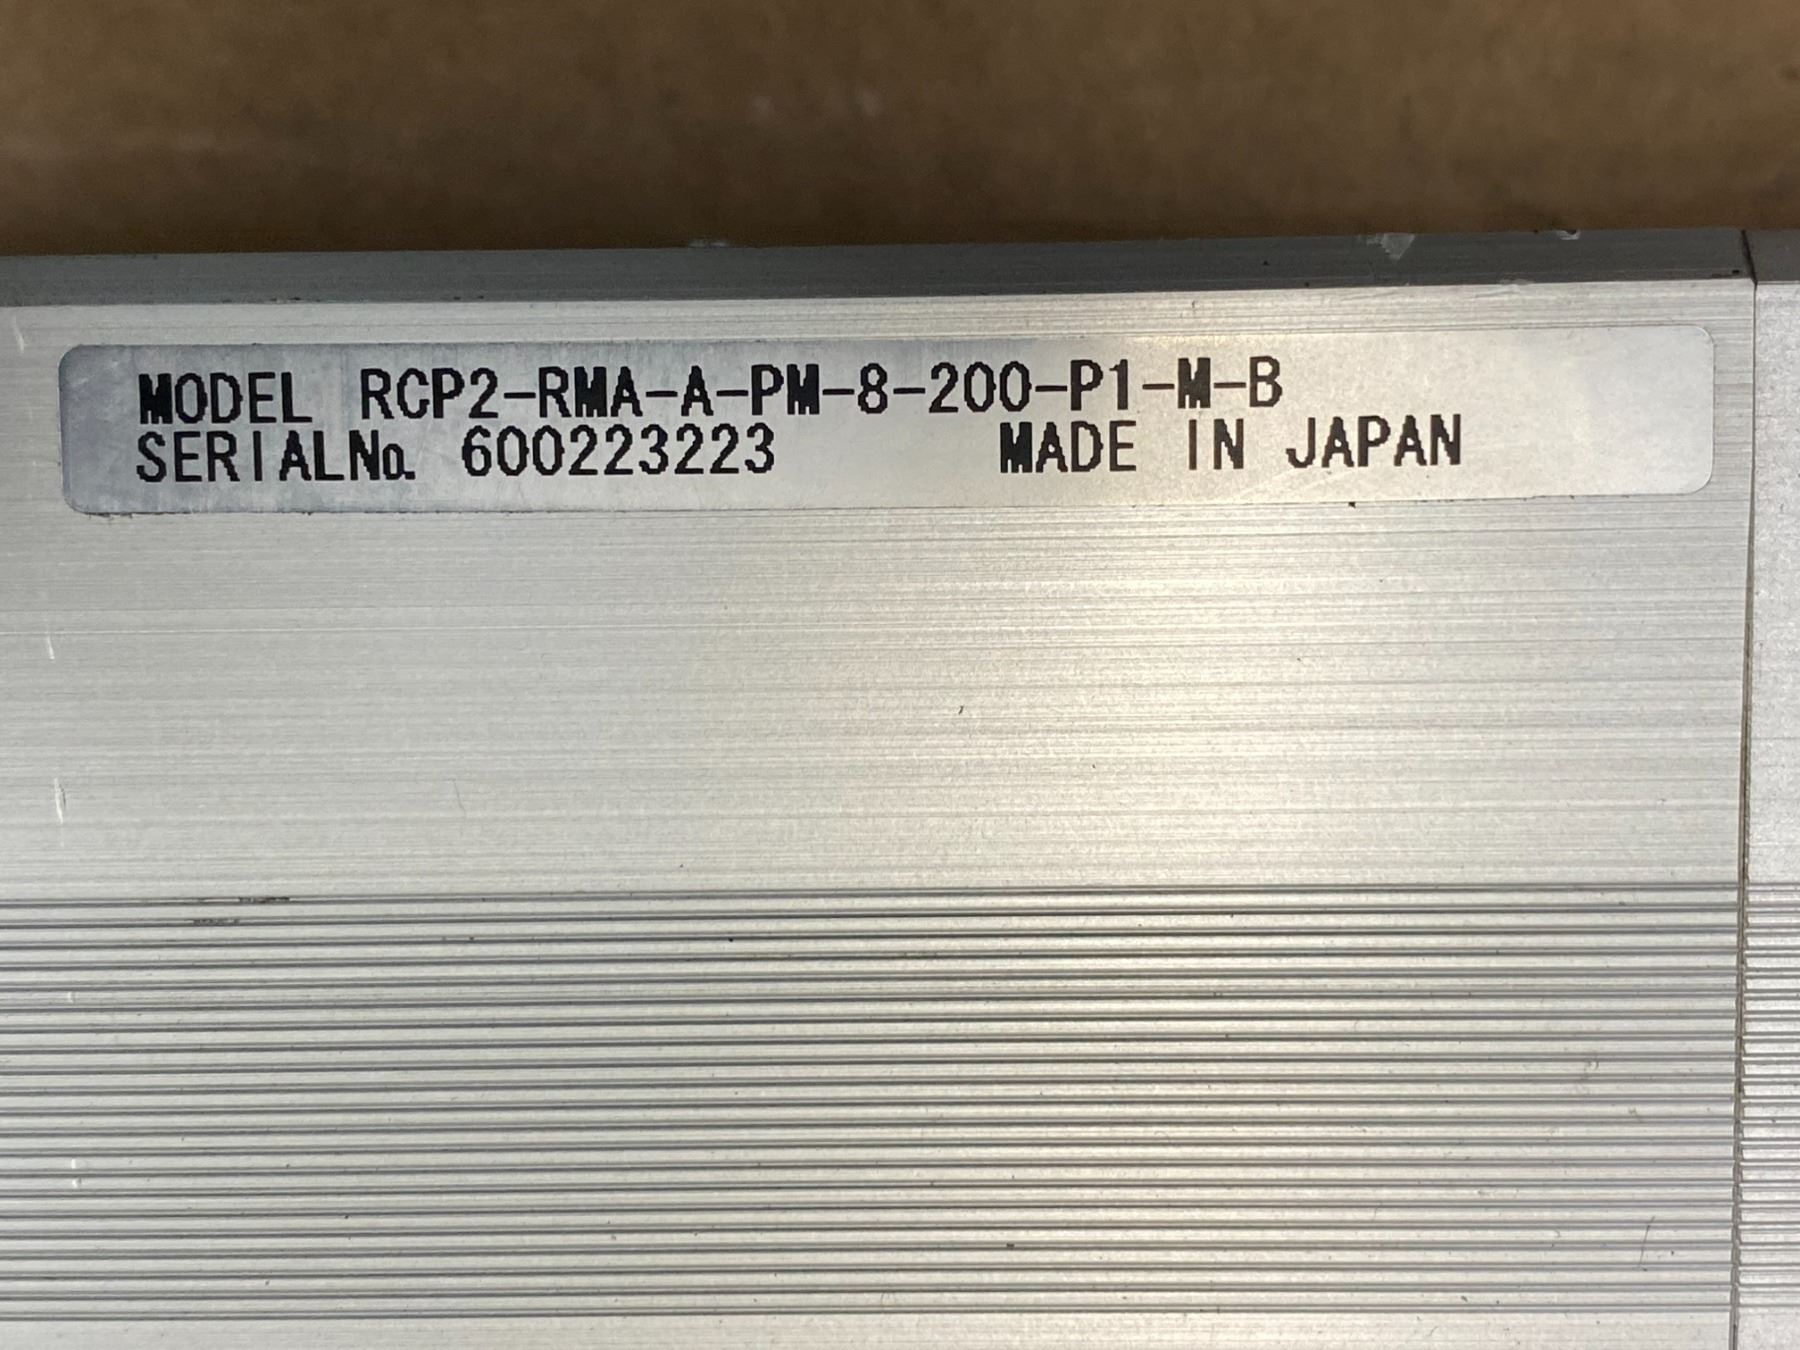 MODEL RCP2-RMA-A-PM-8-200-P1-M-B
SERIALNo. 600223223 MADE IN JAPAN